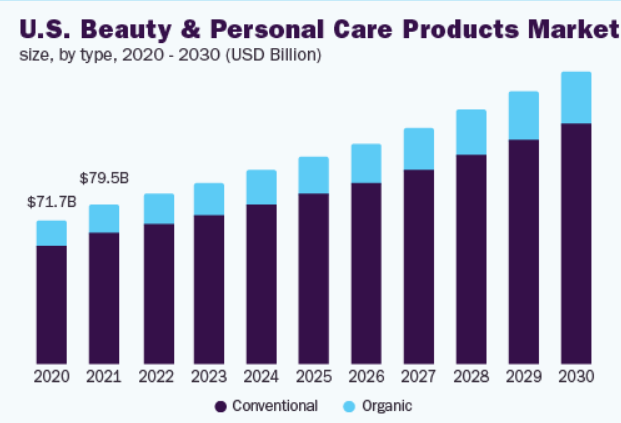 U.S. Beauty & Personal Care Products Market
size, by type, 2020 - 2030 (USD Billion)
$79.5B
$71.7B
2020 2021 2022 2023 2024 2025 2026 2027 2028 2029 2030
Conventional Organic